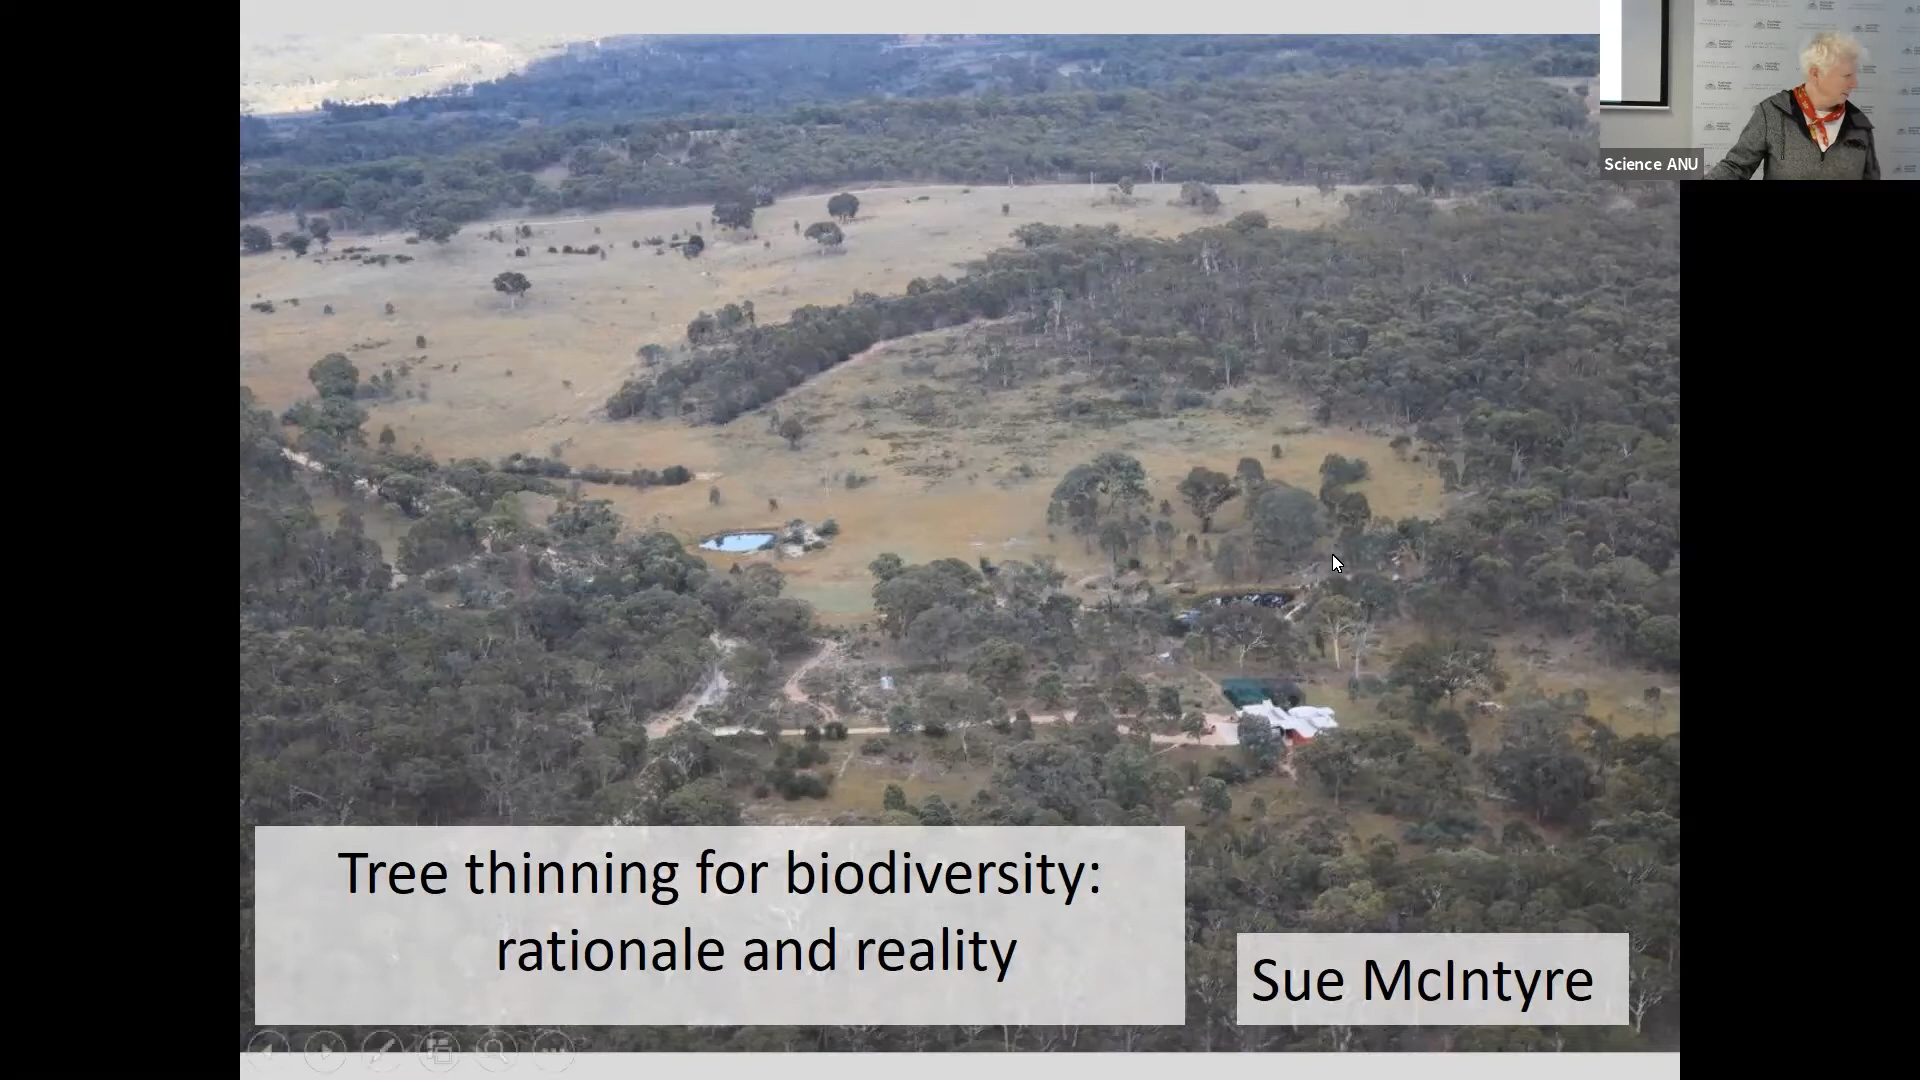 Science ANU
Tree thinning for biodiversity:
rationale and reality
Sue McIntyre